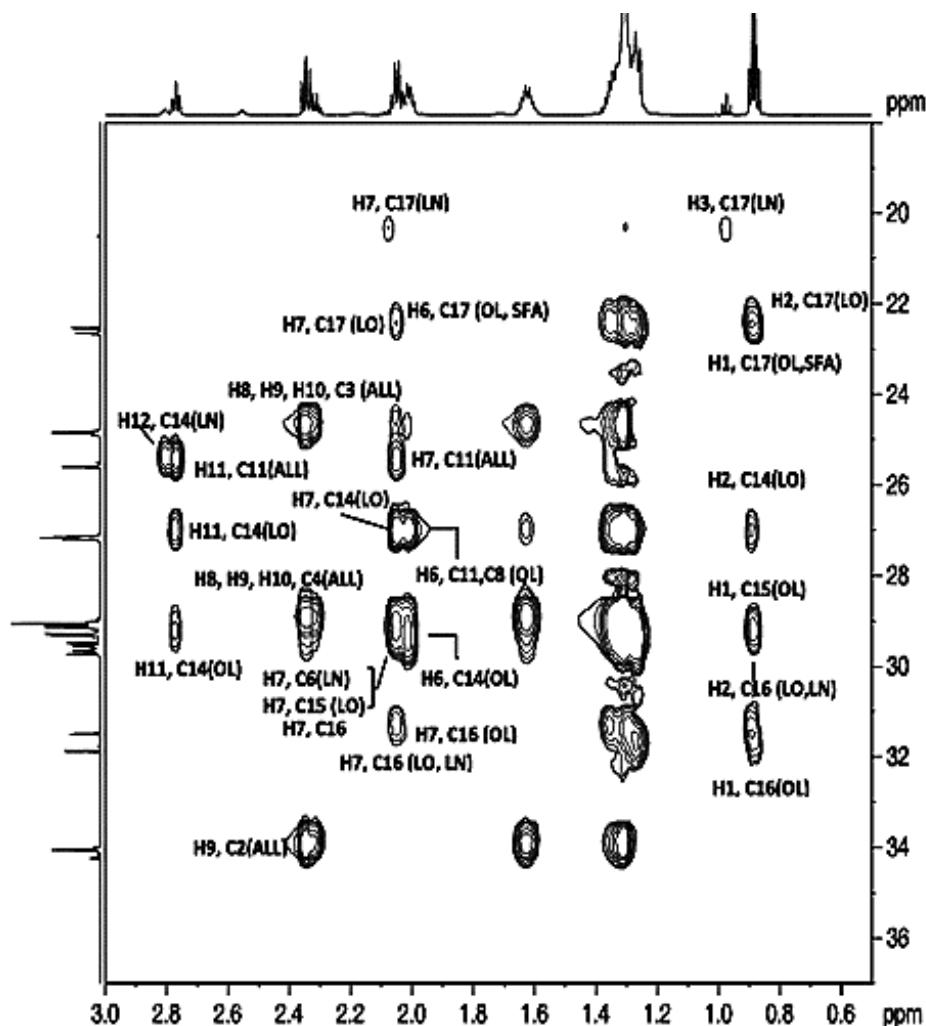 ppm
ppm
H7, C17(LN)
H3, C17(LN)
20
H7, C17 (LO)
H6, C17 (OL, SFA)
H2, C17(LO)
22
H1, C17(OL,SFA)
H8, H9, H10, C3 (ALL)
24
H12, C14(LN)
H11, C11(ALL)
H7, C11(ALL)
H2, C14(LO)
H7, C14(LO)
26
H11, C14(LO)
H6, C11,C8 (OL)
H8, H9, H10, C4(ALL)
H1, C15(OL)
28
H11, C14(OL)
H7, C6(LN)
H7, C15 (LO)
H7, C16
H6, C14(OL)
H2, C16 (LO,LN)
30
H7, C16 (OL)
H7, C16 (LO, LN)
H1, C16(OL)
32
H9, C2(ALL)
34
36
3.0 2.8 2.6 2.4 2.2 2.0 1.8 1.6 1.4 1.2 1.0 0.8 0.6 ppm